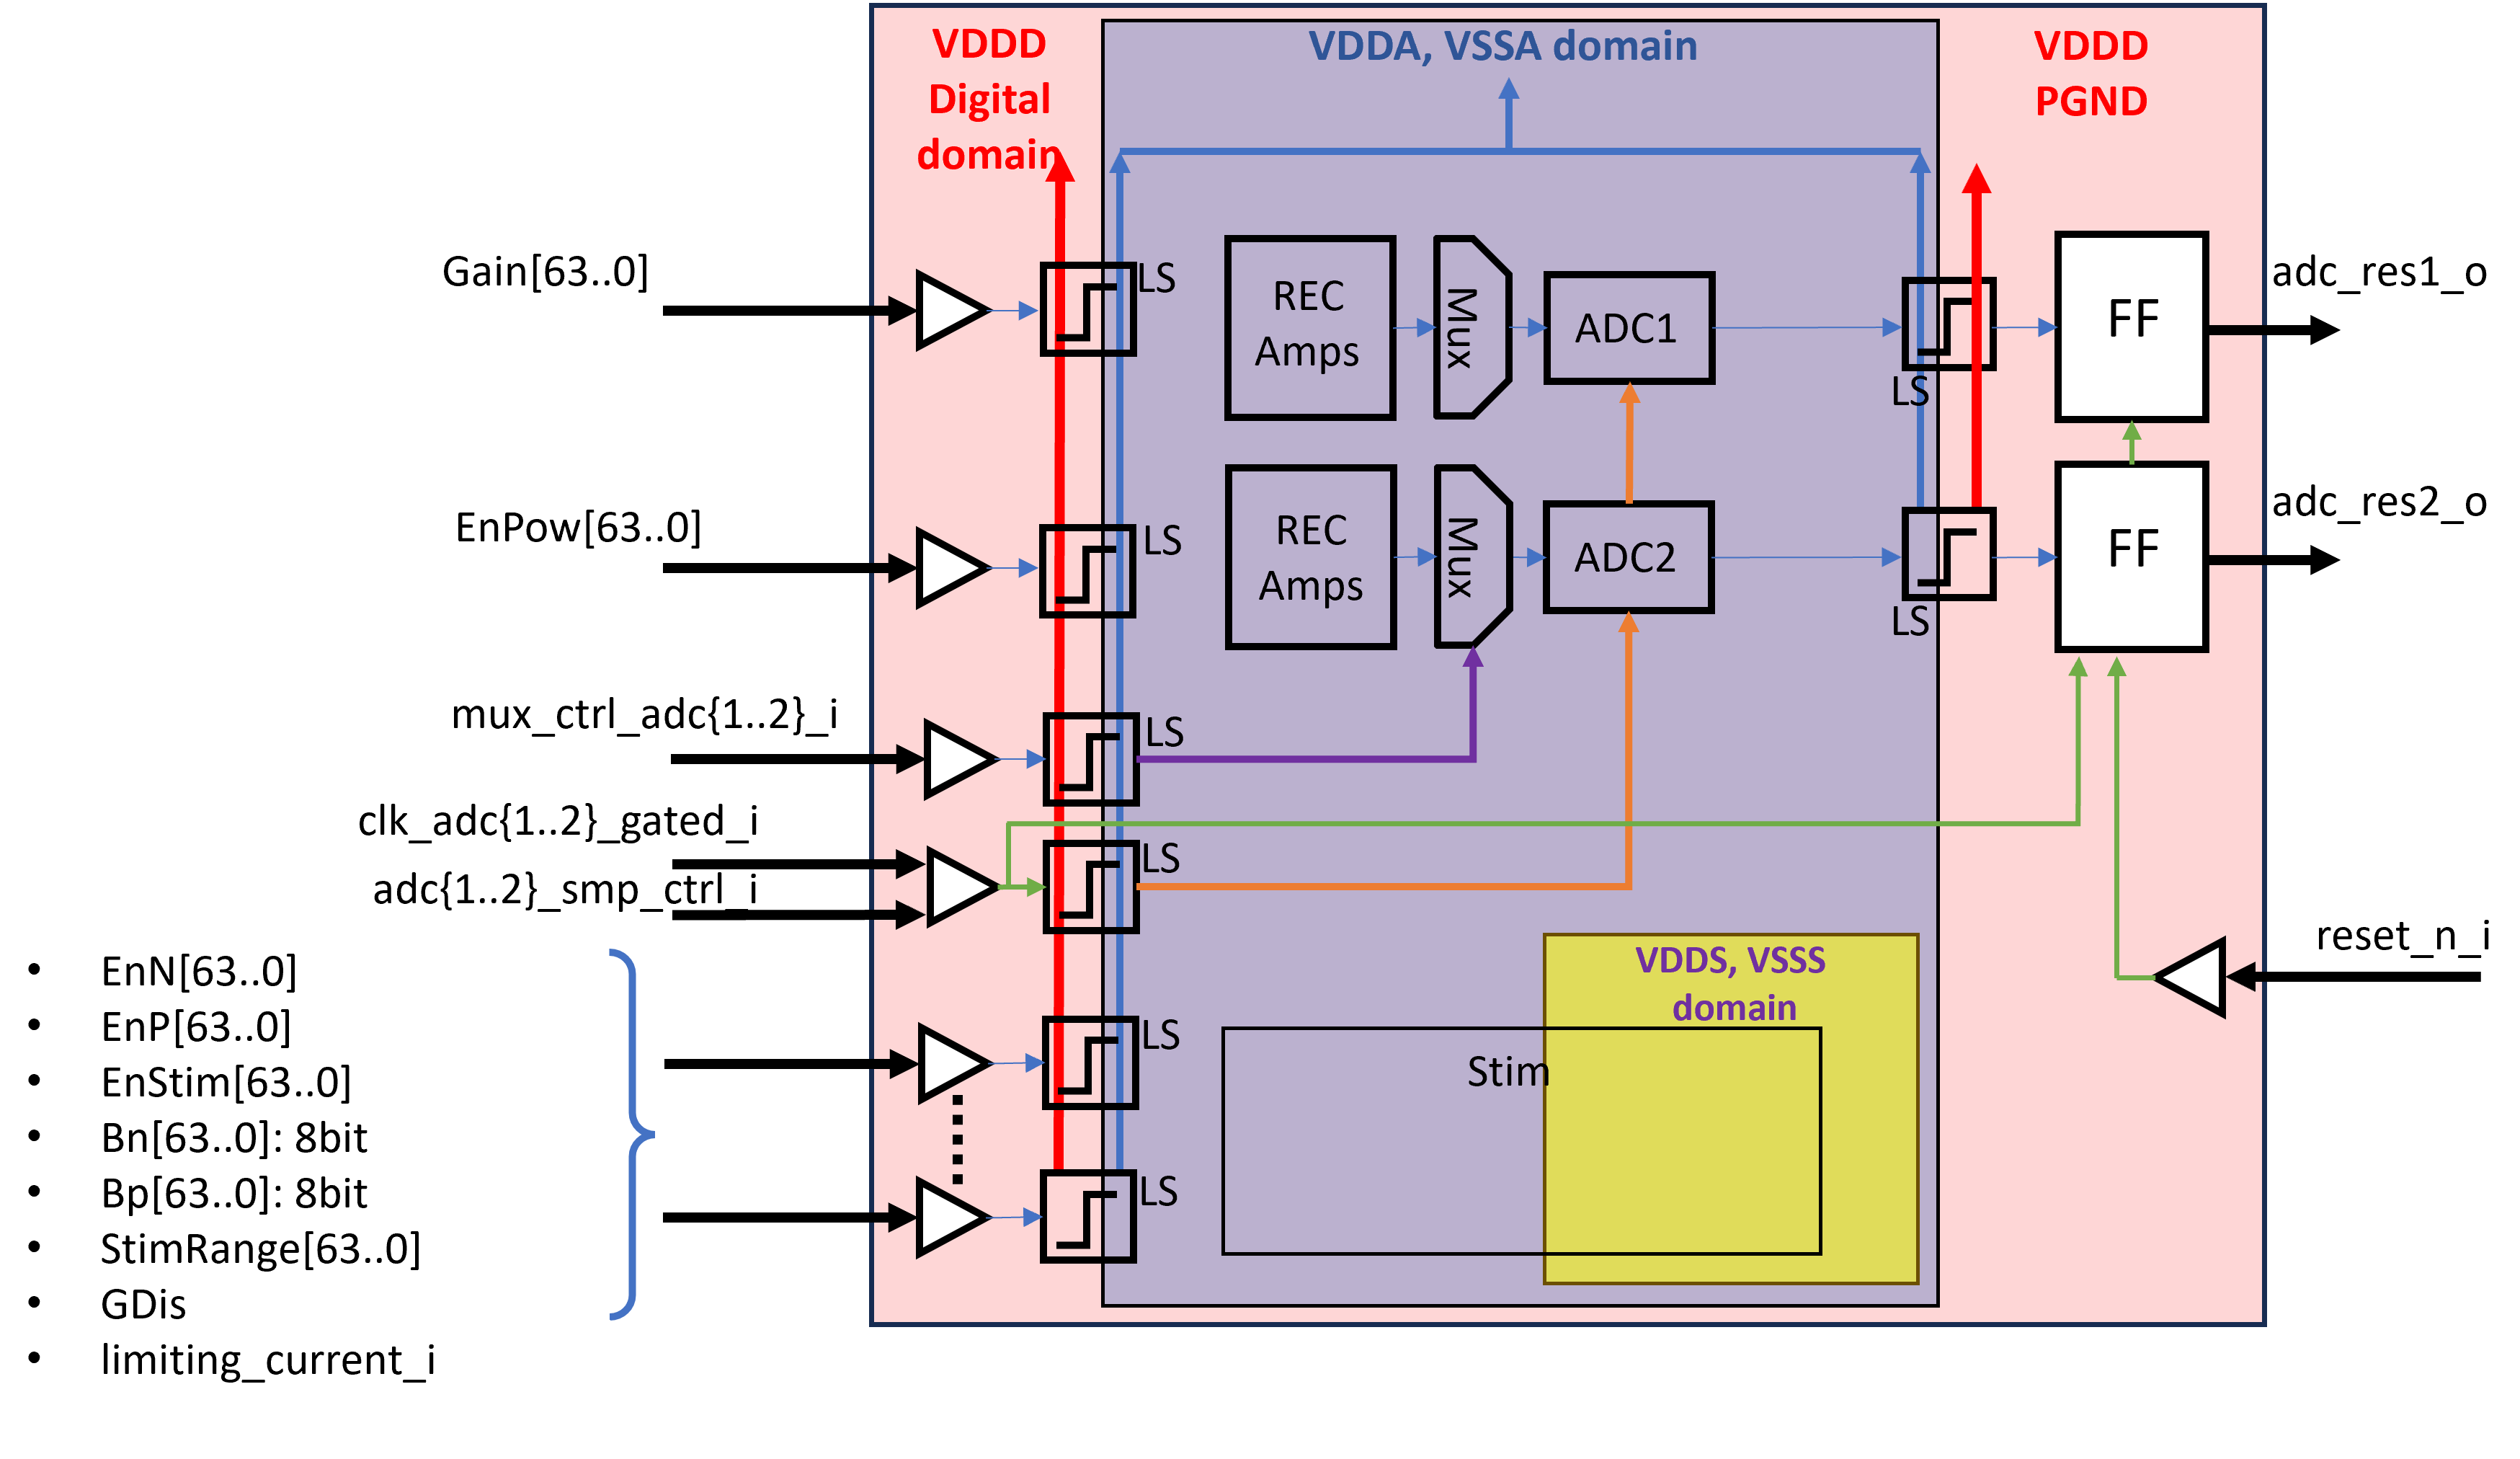 VDDD
Digital
domain
VDDA, VSSA domain
VDDD
PGND
Gain[63..0]
LS
REC
Amps
Mux
ADC1
LS
FF
adc_res1_o
EnPow[63..0]
LS
REC
Amps
Mux
ADC2
LS
FF
adc_res2_o
mux_ctrl_adc{1..2}_i
LS
clk_adc{1..2}_gated_i
LS
adc{1..2}_smp_ctrl_i
reset_n_i
• EnN[63..0]
• EnP[63..0]
• EnStim[63..0]
• Bn[63..0]: 8bit
• Bp[63..0]: 8bit
• StimRange[63..0]
• GDis
• limiting_current_i
LS
LS
VDDS, VSSS
domain
Stim